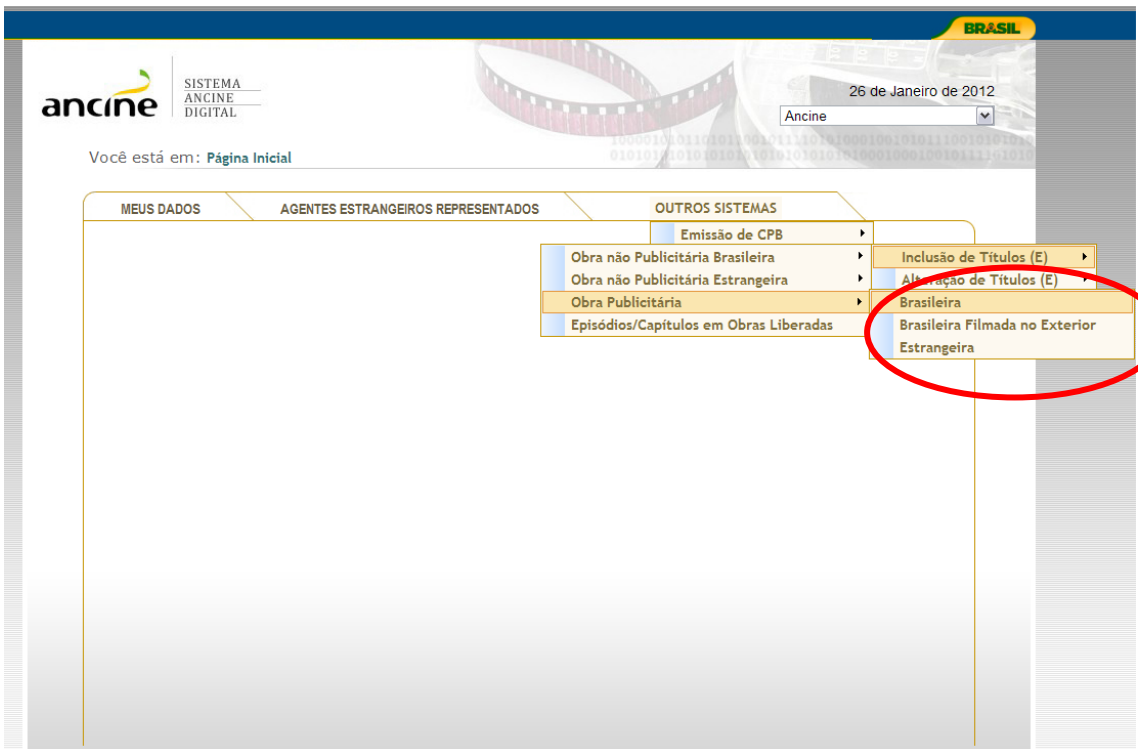 BRASIL
ancine
SISTEMA
ANCINE
DIGITAL
26 de Janeiro de 2012
Ancine
Você está em: Página Inicial
MEUS DADOS
AGENTES ESTRANGEIROS REPRESENTADOS
OUTROS SISTEMAS
Emissão de CPB
Obra não Publicitária Brasileira
Obra não Publicitária Estrangeira
Obra Publicitária
Episódios/Capítulos em Obras Liberadas
Inclusão de Títulos (E)
Alteração de Títulos (E)
Brasileira
Brasileira Filmada no Exterior
Estrangeira